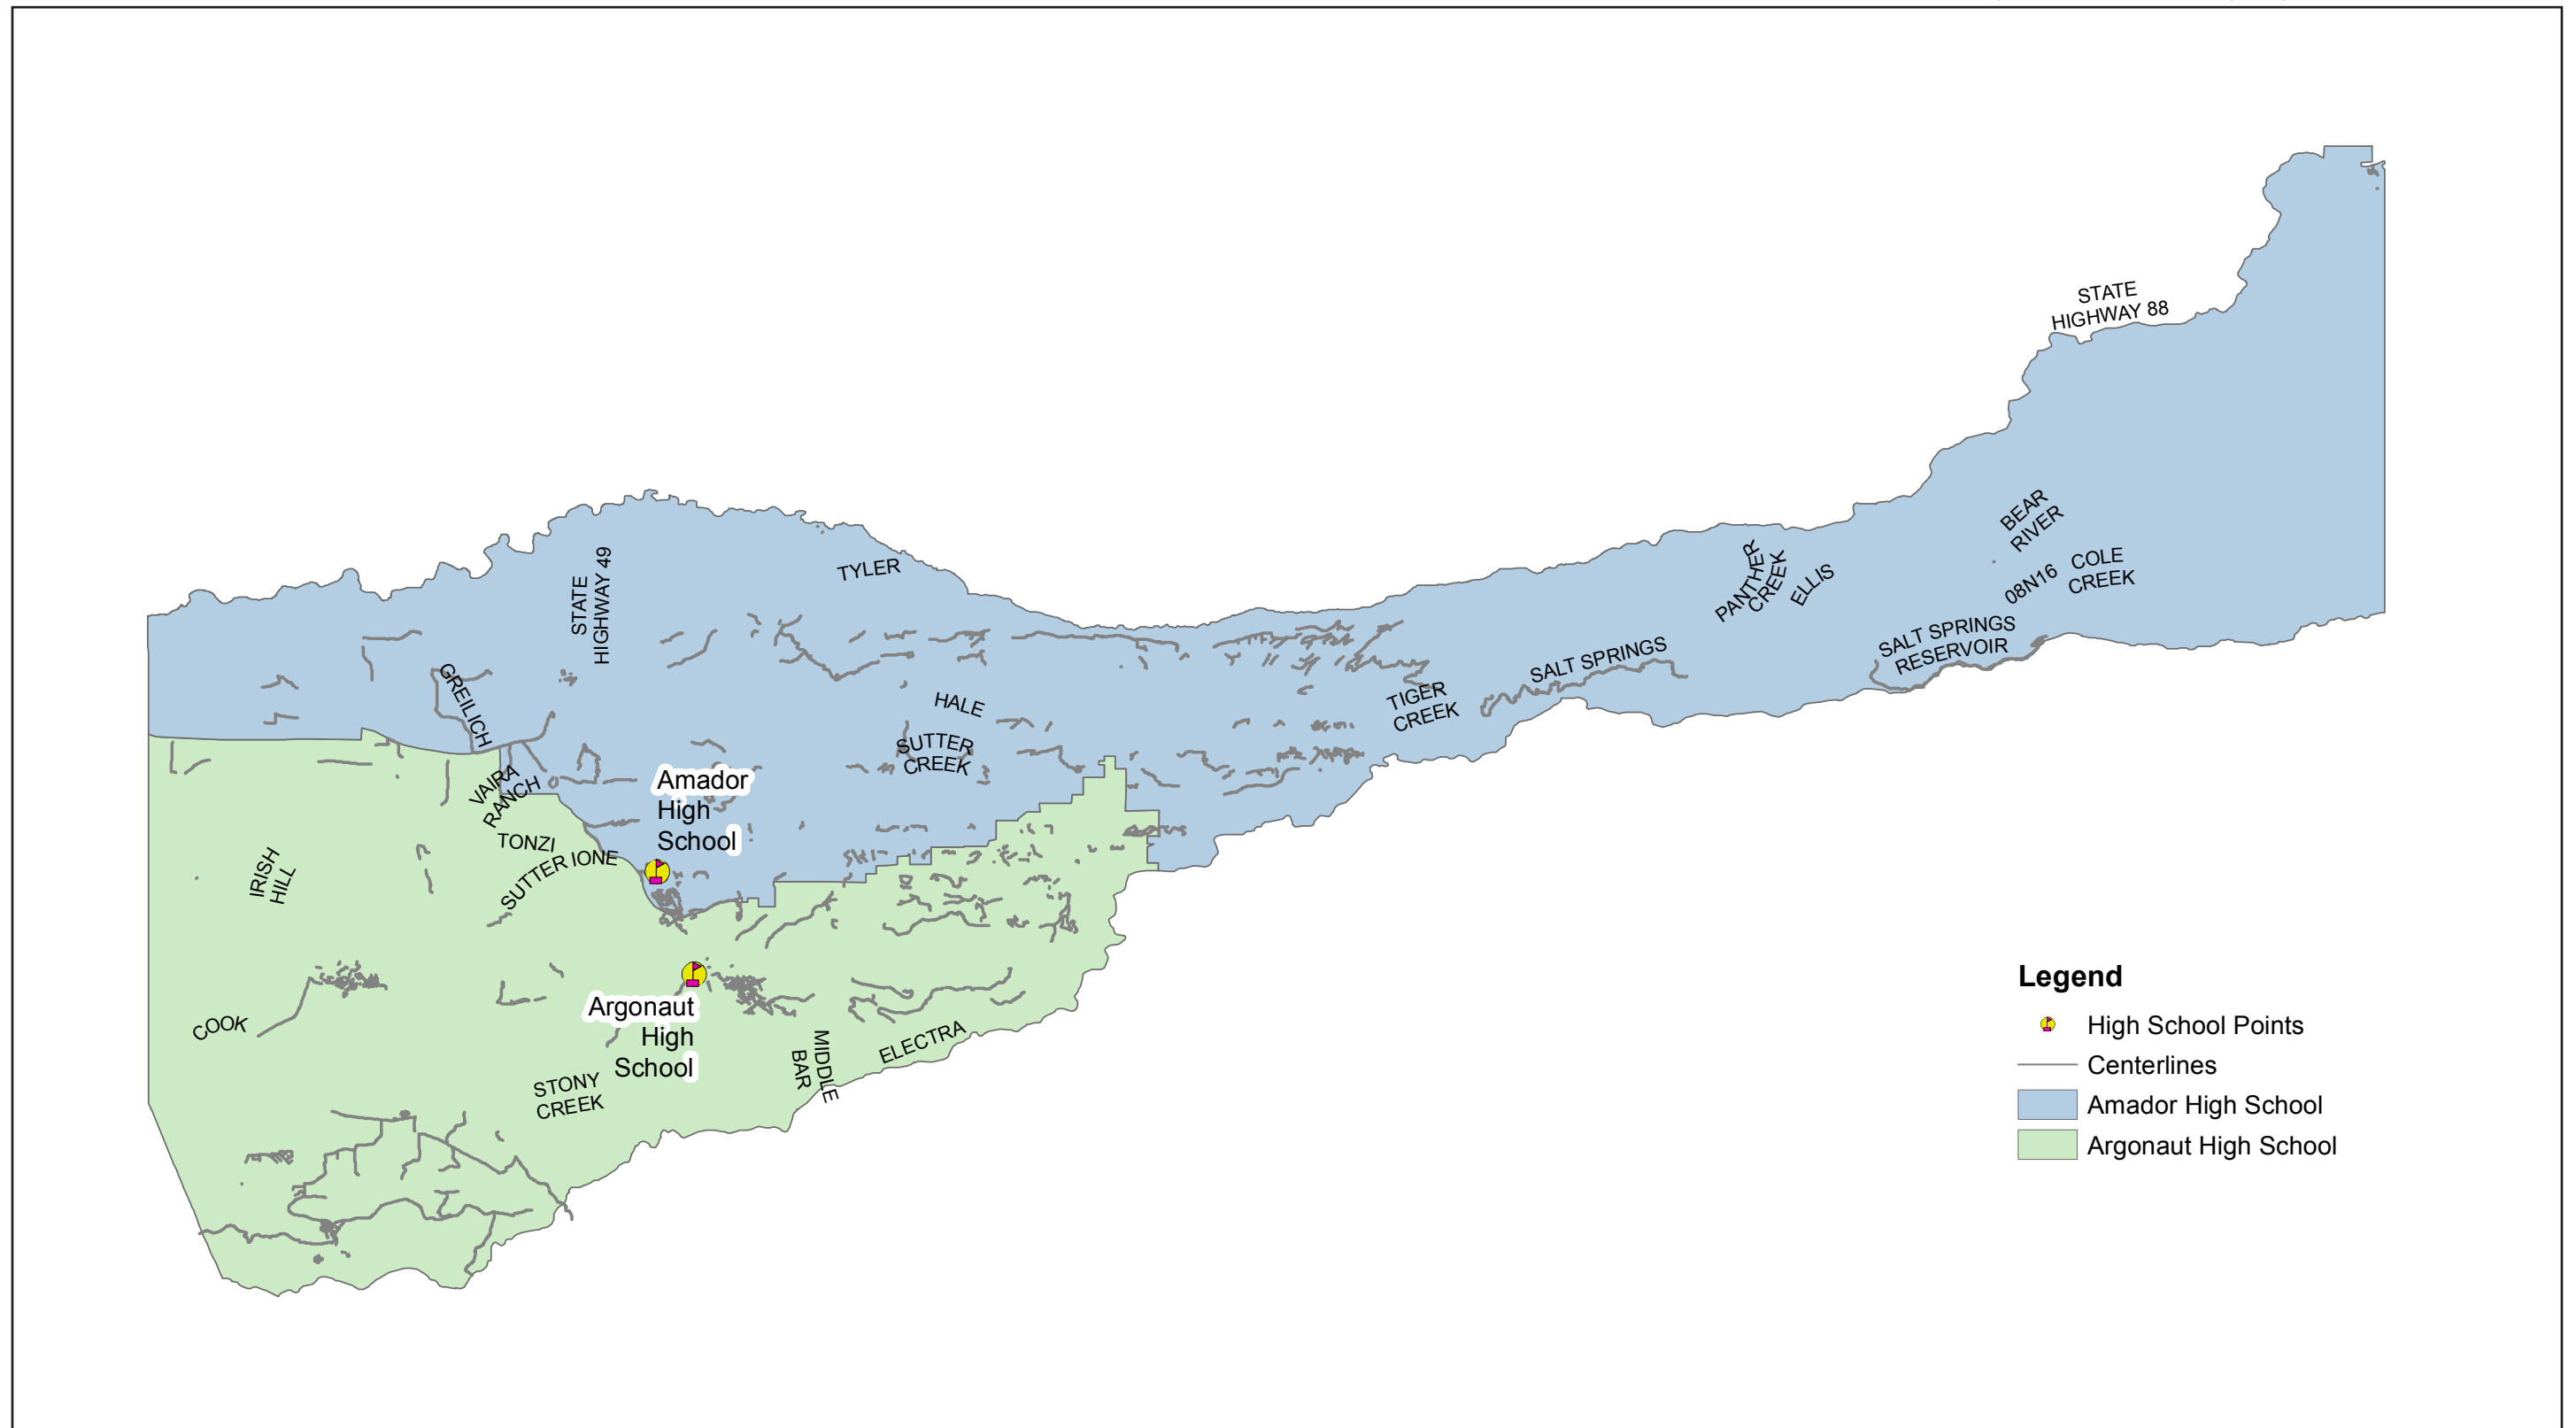 STATE
HIGHWAY 88
BEAR
RIVER
STATE
HIGHWAY 49
TYLER
PANTHER
CREEK
ELLIS
08N16
COLE
CREEK
SALT SPRINGS
RESERVOIR
SALT SPRINGS
GREILICH
HALE
TIGER
CREEK
SUTTER
CREEK
VAIRA
RANCH
Amador
High
School
TONZI
SUTTER IONE
IRISH
HILL
COOK
Argonaut
High
School
MIDDLE
BAR
ELECTRA
STONY
CREEK
Legend
High School Points
Centerlines
Amador High School
Argonaut High School